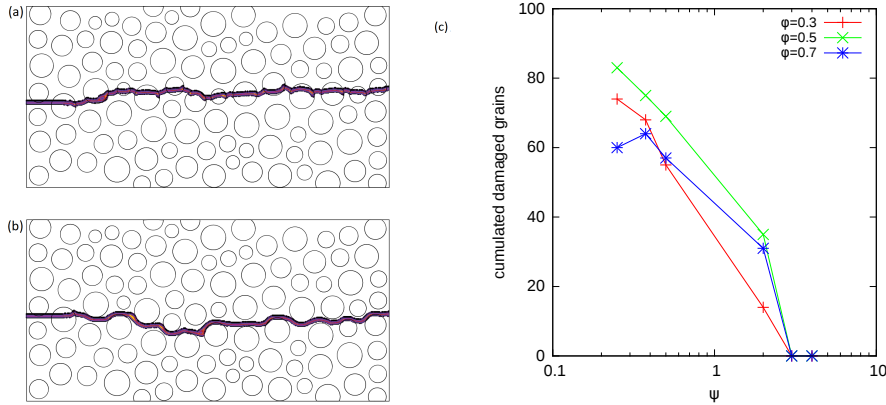 (a)
(b)
(c)
cumulated damaged grains
100
80
60
40
20
0
0.1
1
10
ψ
φ=0.3
φ=0.5
φ=0.7